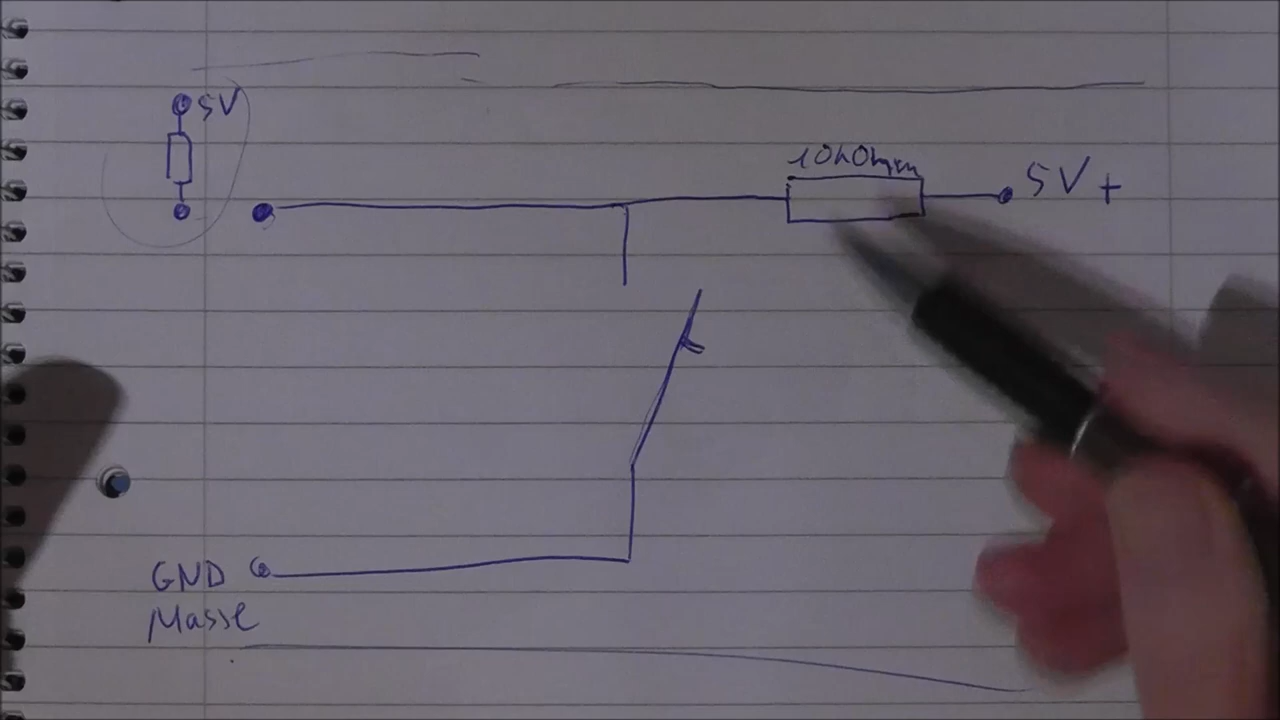 5V
10kOhm
5V +
GND
Masse